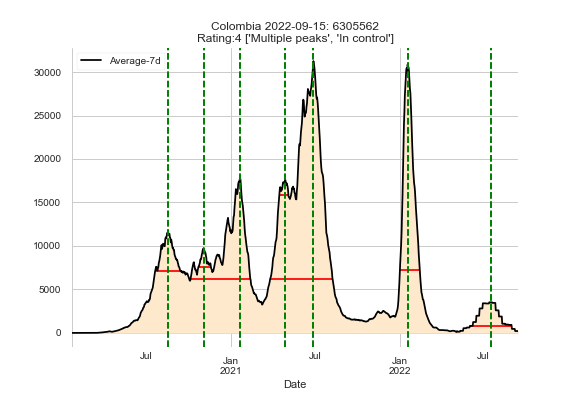 Colombia 2022-09-15: 6305562
Rating:4 ['Multiple peaks', 'In control']
Average-7d
30000
25000
20000
15000
10000
5000
0
Jul
Jan
2021
Jul
Jan
2022
Jul
Date